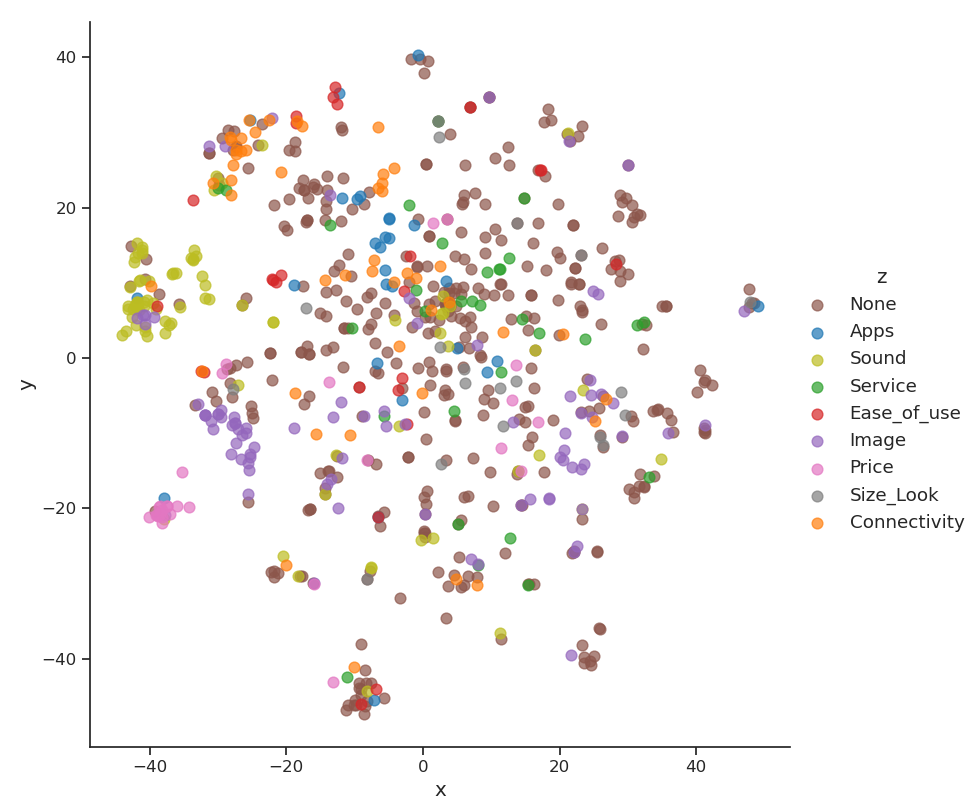 40
20
0
−20
−40
y
−40
−20
0
20
40
x
z
None
Apps
Sound
Service
Ease_of_use
Image
Price
Size_Look
Connectivity